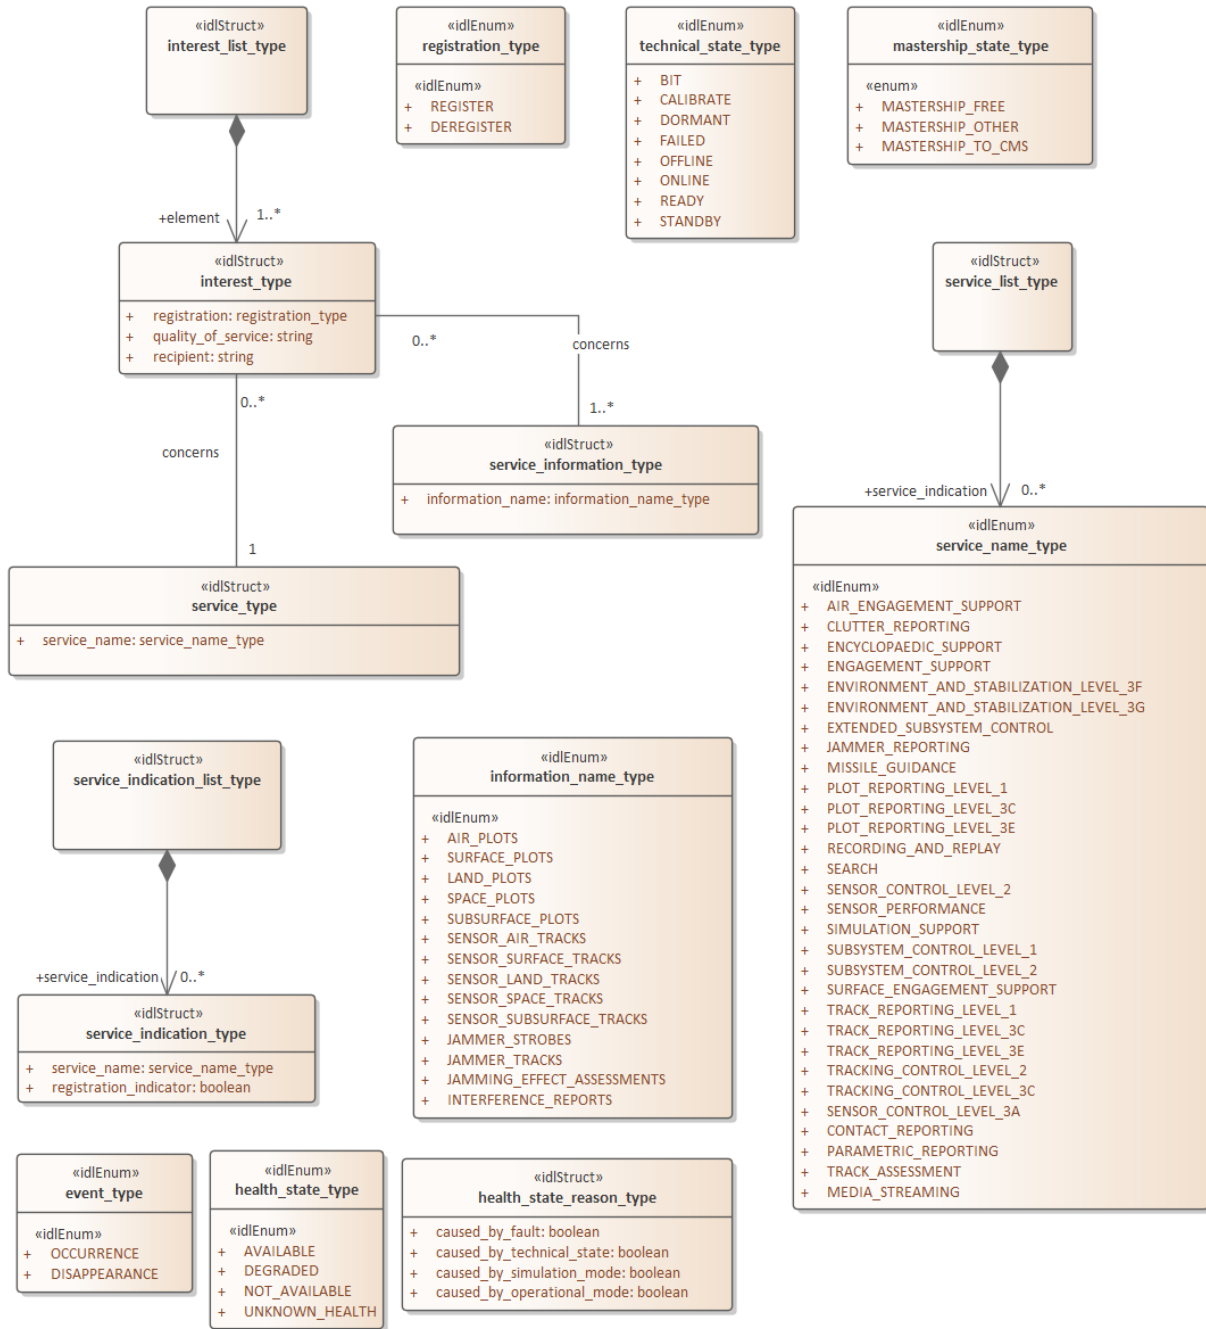 «idlStruct»
interest_list_type
«idlEnum»
registration_type
«idlEnum»
+ REGISTER
+ DEREGISTER
«idlEnum»
technical_state_type
+ BIT
+ CALIBRATE
+ DORMANT
+ FAILED
+ OFFLINE
+ ONLINE
+ READY
+ STANDBY
«idlEnum»
mastership_state_type
«enum»
+ MASTERSHIP_FREE
+ MASTERSHIP_OTHER
+ MASTERSHIP_TO_CMS
+element
1..*
«idlStruct»
interest_type
+ registration: registration_type
+ quality_of_service: string
+ recipient: string
0..*
concerns
1..*
0..*
concerns
1
«idlStruct»
service_information_type
+ information_name: information_name_type
«idlStruct»
service_type
+ service_name: service_name_type
«idlStruct»
service_list_type
+service_indication
0..*
«idlEnum»
service_name_type
«idlEnum»
+ AIR_ENGAGEMENT_SUPPORT
+ CLUTTER_REPORTING
+ ENCYCLOPAEDIC_SUPPORT
+ ENGAGEMENT_SUPPORT
+ ENVIRONMENT_AND_STABILIZATION_LEVEL_3F
+ ENVIRONMENT_AND_STABILIZATION_LEVEL_3G
+ EXTENDED_SUBSYSTEM_CONTROL
+ JAMMER_REPORTING
+ MISSILE_GUIDANCE
+ PLOT_REPORTING_LEVEL_1
+ PLOT_REPORTING_LEVEL_3C
+ PLOT_REPORTING_LEVEL_3E
+ RECORDING_AND_REPLAY
+ SEARCH
+ SENSOR_CONTROL_LEVEL_2
+ SENSOR_PERFORMANCE
+ SIMULATION_SUPPORT
+ SUBSYSTEM_CONTROL_LEVEL_1
+ SUBSYSTEM_CONTROL_LEVEL_2
+ SURFACE_ENGAGEMENT_SUPPORT
+ TRACK_REPORTING_LEVEL_1
+ TRACK_REPORTING_LEVEL_3C
+ TRACK_REPORTING_LEVEL_3E
+ TRACKING_CONTROL_LEVEL_2
+ TRACKING_CONTROL_LEVEL_3C
+ SENSOR_CONTROL_LEVEL_3A
+ CONTACT_REPORTING
+ PARAMETRIC_REPORTING
+ TRACK_ASSESSMENT
+ MEDIA_STREAMING
«idlStruct»
service_indication_list_type
+service_indication
0..*
«idlStruct»
service_indication_type
+ service_name: service_name_type
+ registration_indicator: boolean
«idlEnum»
information_name_type
«idlEnum»
+ AIR_PLOTS
+ SURFACE_PLOTS
+ LAND_PLOTS
+ SPACE_PLOTS
+ SUBSURFACE_PLOTS
+ SENSOR_AIR_TRACKS
+ SENSOR_SURFACE_TRACKS
+ SENSOR_LAND_TRACKS
+ SENSOR_SPACE_TRACKS
+ SENSOR_SUBSURFACE_TRACKS
+ JAMMER_STROBES
+ JAMMER_TRACKS
+ JAMMING_EFFECT_ASSESSMENTS
+ INTERFERENCE_REPORTS
«idlEnum»
event_type
«idlEnum»
+ OCCURRENCE
+ DISAPPEARANCE
«idlEnum»
health_state_type
«idlEnum»
+ AVAILABLE
+ DEGRADED
+ NOT_AVAILABLE
+ UNKNOWN_HEALTH
«idlStruct»
health_state_reason_type
+ caused_by_fault: boolean
+ caused_by_technical_state: boolean
+ caused_by_simulation_mode: boolean
+ caused_by_operational_mode: boolean